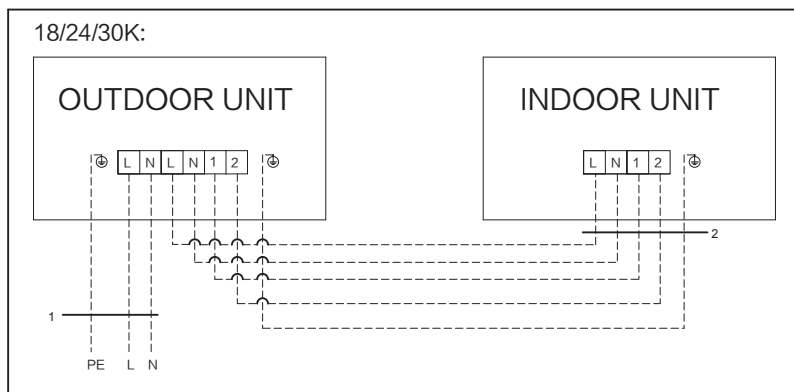 18/24/30K:
OUTDOOR UNIT INDOOR UNIT
L N L N 1 2 L N 1 2
2
1
PE L N